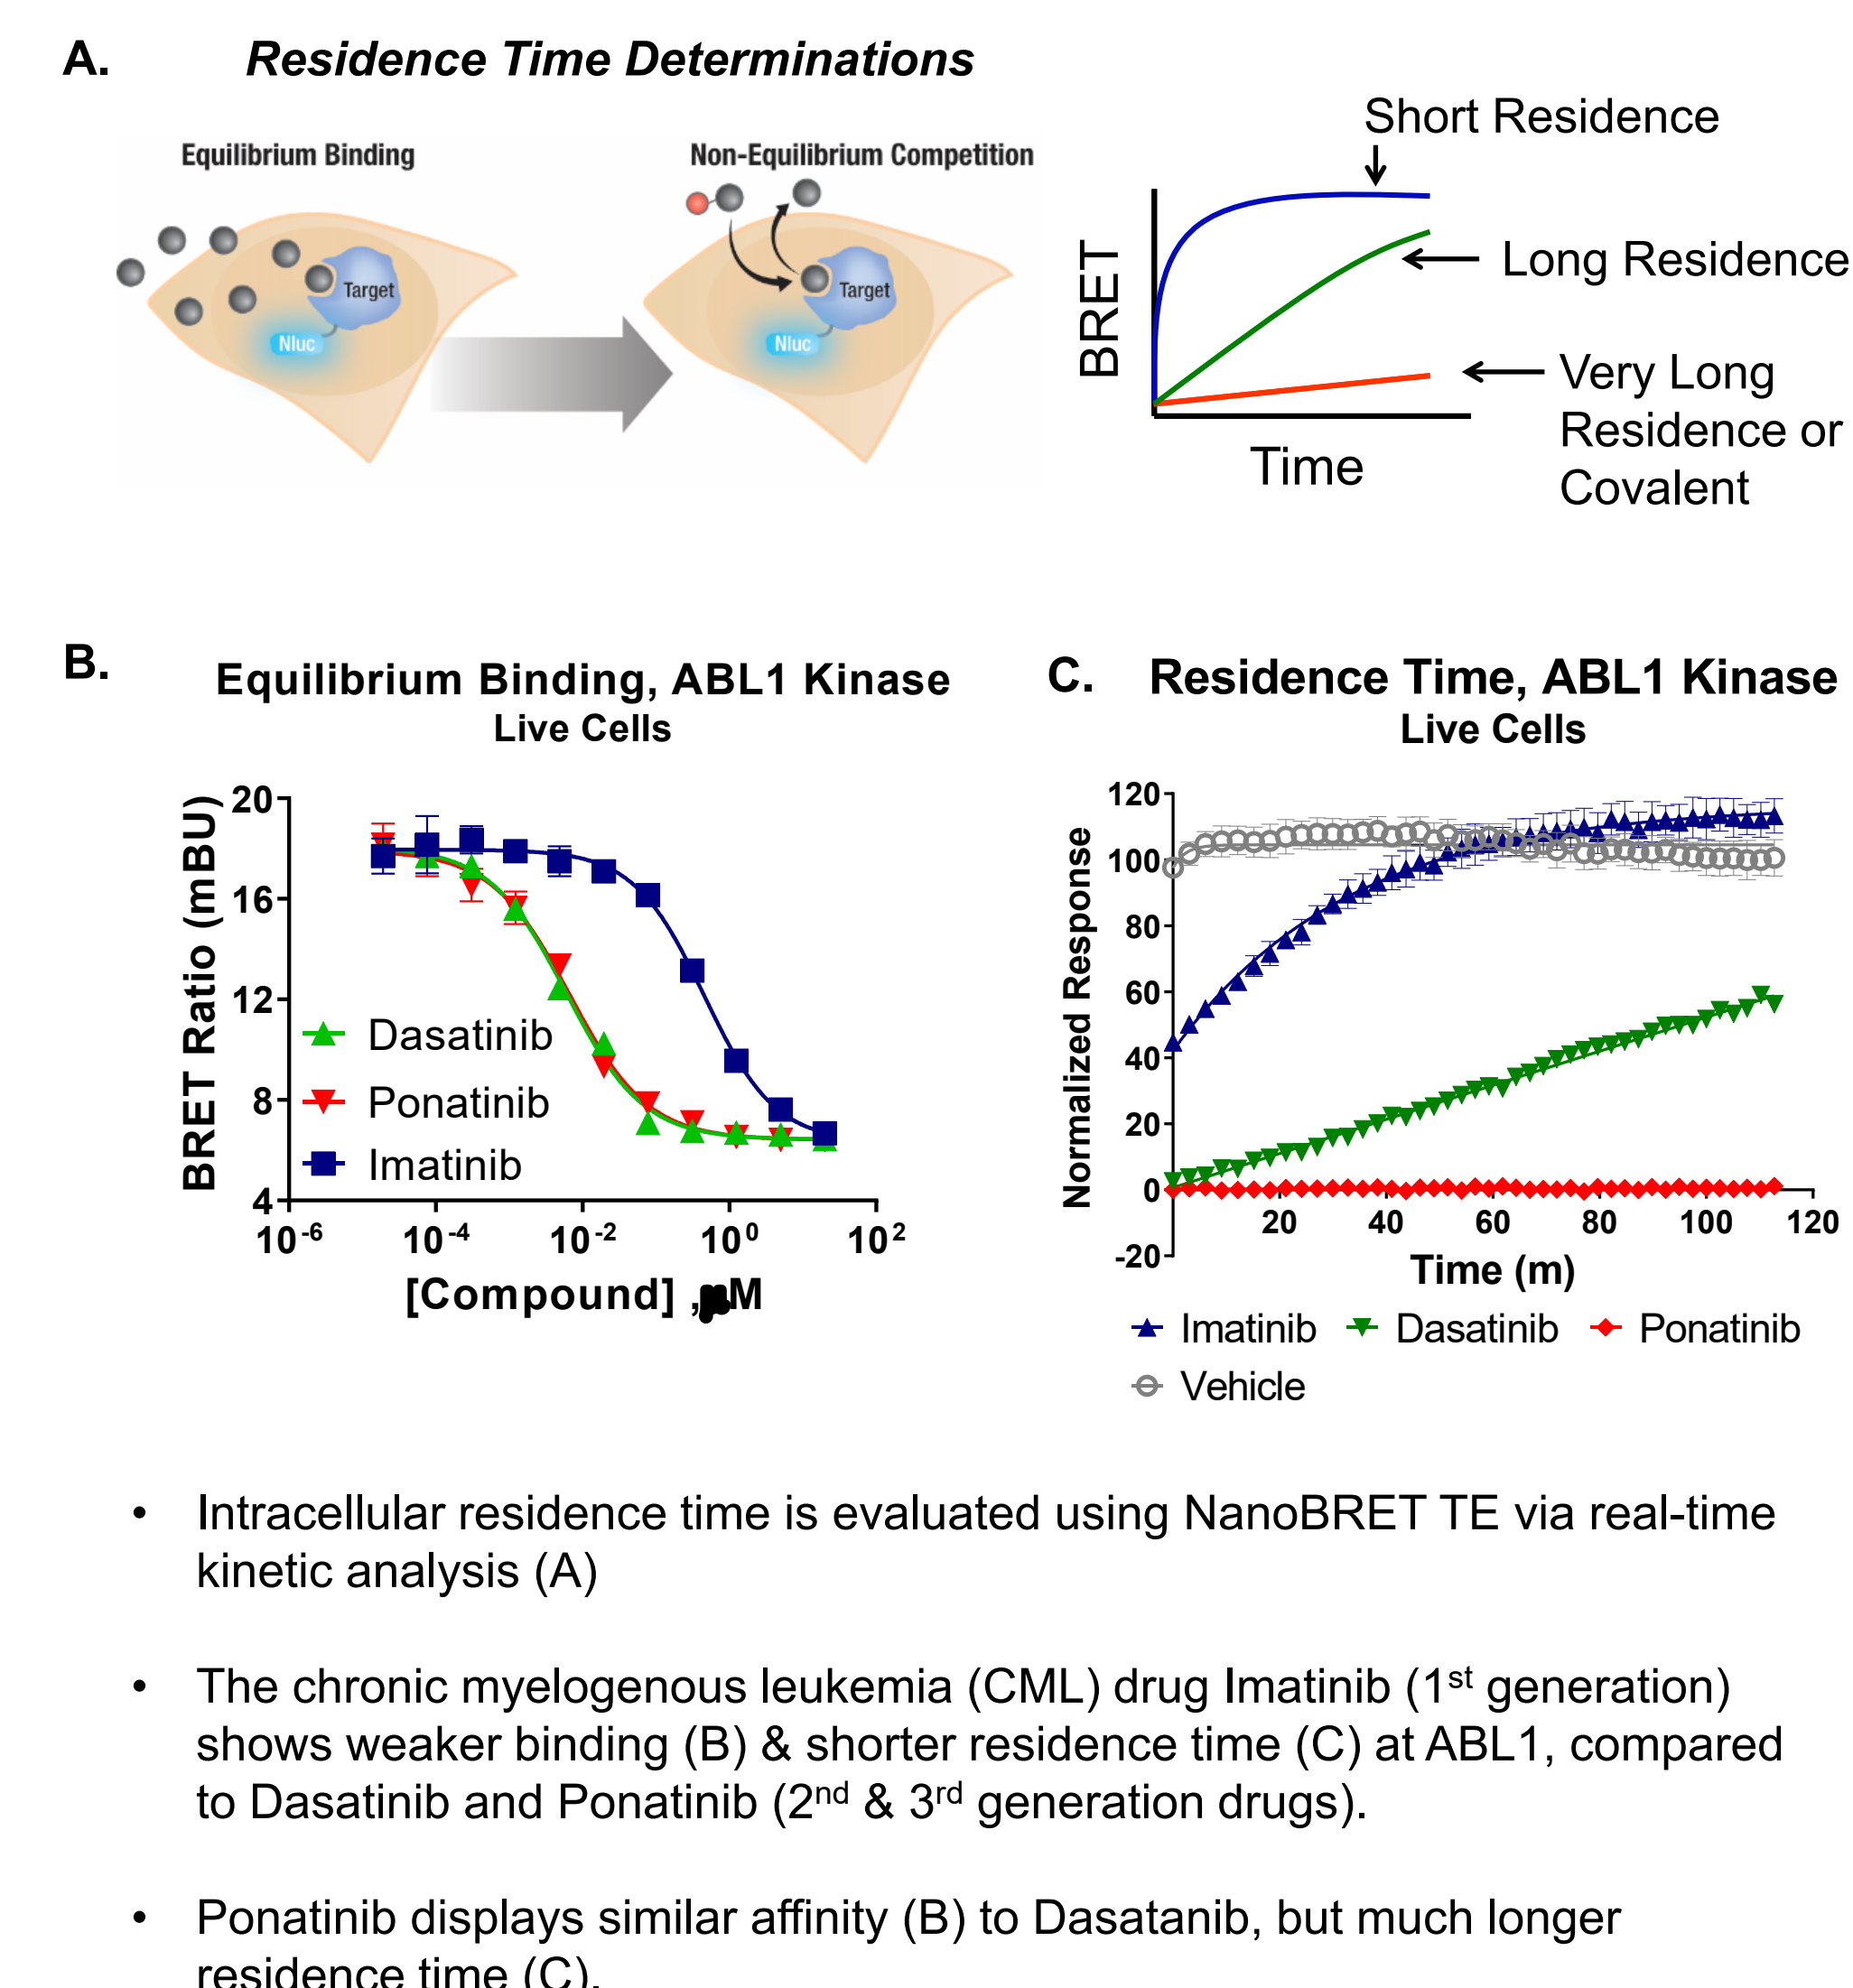 A.
Residence Time Determinations
Equilibrium Binding
Non-Equilibrium Competition
Target
Nluc
Target
Nluc
Short Residence
Long Residence
Very Long
Residence or
Covalent
BRET
Time
B.
Equilibrium Binding, ABL1 Kinase
Live Cells
BRET Ratio (mBU)
20
16
12
8
4
Dasatinib
Ponatinib
Imatinib
10-6
10-4
10-2
100
102
[Compound] ,µM
C.
Residence Time, ABL1 Kinase
Live Cells
Normalized Response
120
100
80
60
40
20
0
-20
20
40
60
80
100
120
Time (m)
Imatinib
Dasatinib
Ponatinib
Vehicle
• Intracellular residence time is evaluated using NanoBRET TE via real-time
kinetic analysis (A)
• The chronic myelogenous leukemia (CML) drug Imatinib (1st generation)
shows weaker binding (B) & shorter residence time (C) at ABL1, compared
to Dasatinib and Ponatinib (2nd & 3rd generation drugs).
• Ponatinib displays similar affinity (B) to Dasatanib, but much longer
residence time (C).